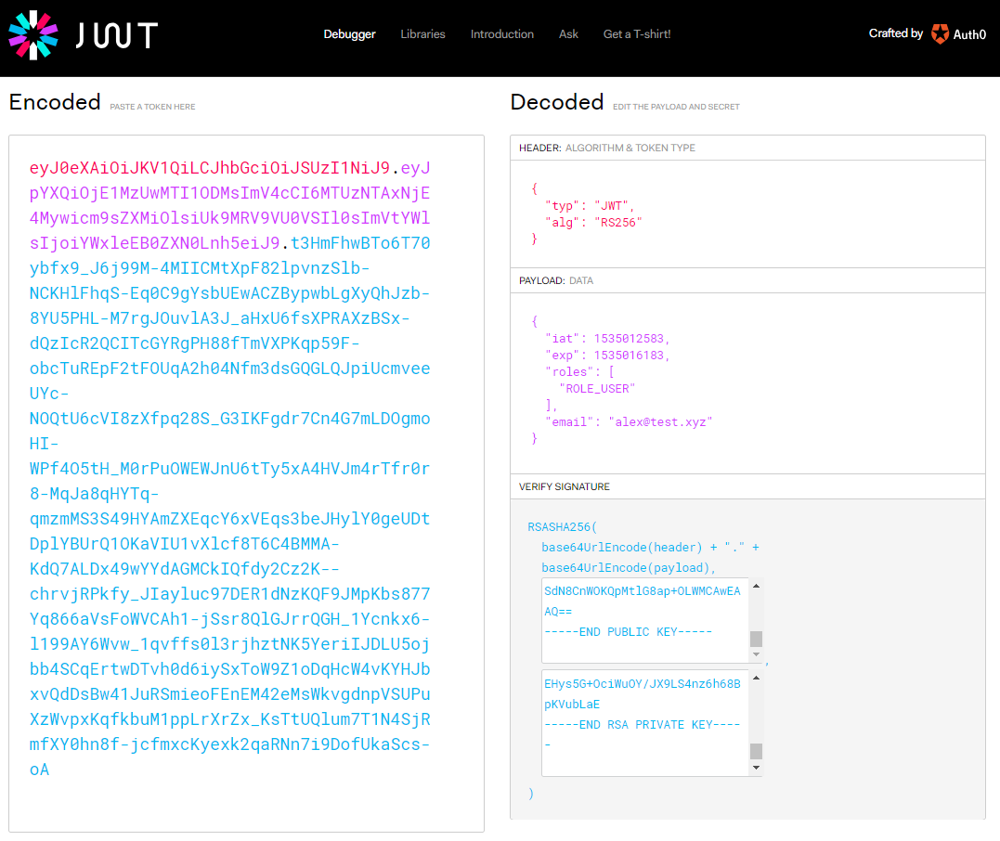 JWT
Debugger
Libraries
Introduction
Ask
Get a T-shirt!
Crafted by Auth0
Encoded PASTE A TOKEN HERE
eyJ0eXAiOiJKV1QiLCJhbGciOiJSUzI1NiJ9.eyJ
pYXQiOjE1MzUwMTI1ODMsImV4cCI6MTUzNTAxNjE
4Mywicm9sZXMiOlsiUk9MRV9VU0VSIl0sImVtYWl
sIjoiYWxleEB0ZXN0Lnh5eiJ9.t3HmFhwBTo6T70
ybfx9_J6j99M-4MIICMtXpF82lpvnzSlb-
NCKHlFhqS-Eq0C9gYsbUEwACZBypwbLgXyQhJzb-
8YU5PHL-M7rgJOuvlA3J_aHxU6fsXPRAXzBSx-
dQzIcR2QCITcGYRgPH88fTmVXPKqp59F-
obcTuREpF2tFOUqA2h04Nfm3dsGQGLQJpiUcmvee
UYc-
NOQtU6cVI8zXfpq28S_G3IKFgdr7Cn4G7mLDOgmo
HI-
WPf4O5tH_M0rPuOWEWJnU6tTy5xA4HVJm4rTfr0r
8-MqJa8qHYTq-
qmzmMS3S49HYAmZXEqcY6xVEqs3beJHylY0geUDt
DplYBUrQ1OKaVIU1vXlcf8T6C4BMMA-
KdQ7ALDx49wYYdAGMCkIQfdy2Cz2K--
chrvjRPkfy_JIayluc97DER1dNzKQF9JMpKbs877
Yq866aVsFoWVCAh1-jSsr8QlGJrrQGH_1Ycnkx6-
l199AY6Wvw_1qvffs0l3rjhztNK5YeriIJDLU5oj
bb4SCqErtwDTvh0d6iySxToW9Z1oDqHcW4vKYHJb
xvQdDsBw41JuRSmieoFEnEM42eMsWkvgdnpVSUPu
XzWvpxKqfkbuM1ppLrXrZx_KsTtUQlum7T1N4SjR
mfXY0hn8f-jcfmxcKyexk2qaRNn7i9DofUkaScs-
oA
Decoded EDIT THE PAYLOAD AND SECRET
HEADER: ALGORITHM & TOKEN TYPE
{
"typ": "JWT",
"alg": "RS256"
}
PAYLOAD: DATA
{
"iat": 1535012583,
"exp": 1535016183,
"roles": [
"ROLE_USER"
],
"email": "alex@test.xyz"
}
VERIFY SIGNATURE
RSASHA256(
base64UrlEncode(header) + "." +
base64UrlEncode(payload),
SdN8CnWOKQpMtlG8ap+OLWMCAwEA
AQ==
-----END PUBLIC KEY-----
,
EHys5G+OciWuOY/JX9LS4nz6h68B
pKVubLaE
-----END RSA PRIVATE KEY----
-
)